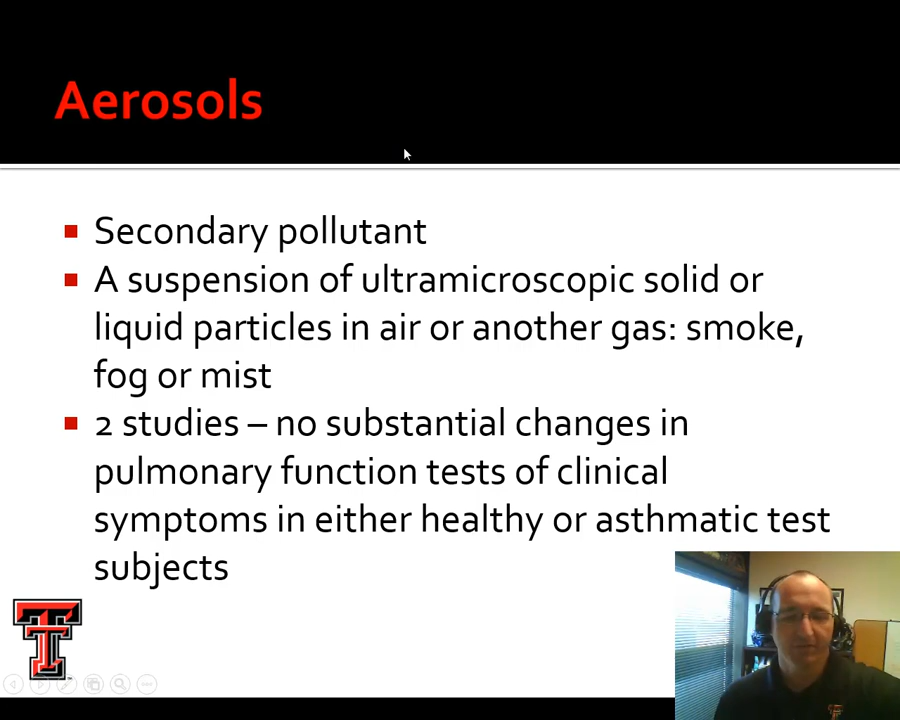 Aerosols
Secondary pollutant
A suspension of ultramicroscopic solid or
liquid particles in air or another gas: smoke,
fog or mist
2 studies – no substantial changes in
pulmonary function tests of clinical
symptoms in either healthy or asthmatic test
subjects